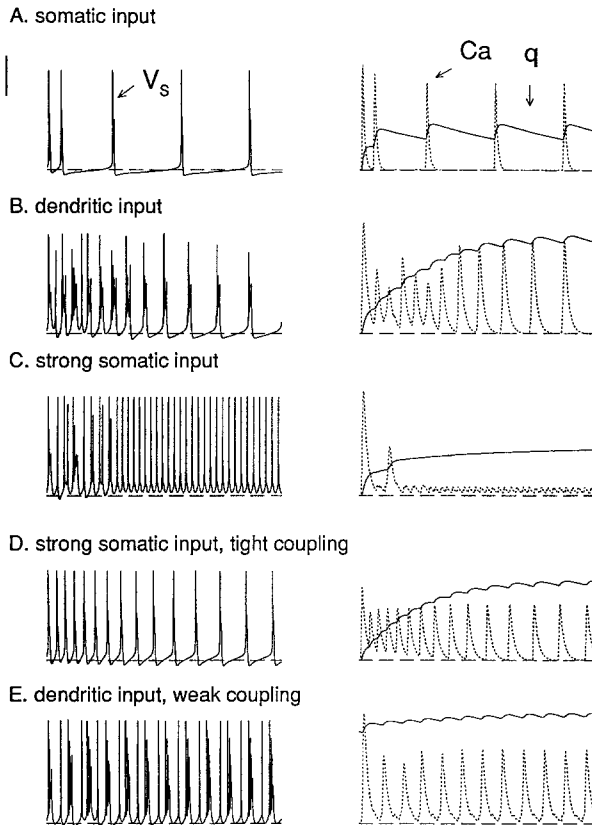 A. somatic input
V_S
Ca
q
B. dendritic input
C. strong somatic input
D. strong somatic input, tight coupling
E. dendritic input, weak coupling